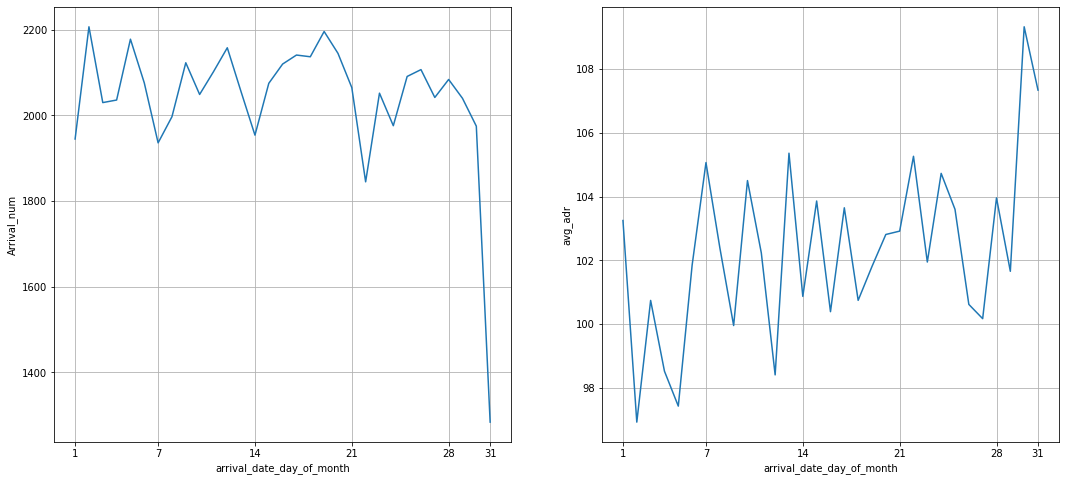 Arrival_num
2200
2000
1800
1600
1400
1 7 14 21 28 31
arrival_date_day_of_month
avg_adr
108
106
104
102
100
98
1 7 14 21 28 31
arrival_date_day_of_month